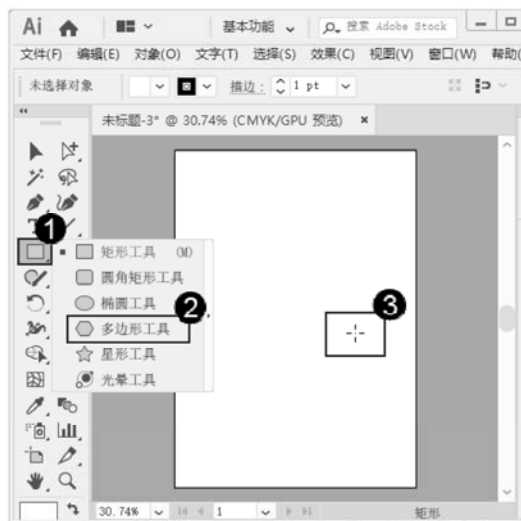 Ai 基本功能 搜索 Adobe Stock
文件(F) 编辑(E) 对象(O) 文字(T) 选择(S) 效果(C) 视图(V) 窗口(W) 帮助(
未选择对象 描边: 1 pt
未标题-3* @ 30.74% (CMYK/GPU 预览) ×
1
矩形工具 (M)
圆角矩形工具
椭圆工具 2 3
多边形工具
星形工具
光晕工具
30.74% 1 矩形